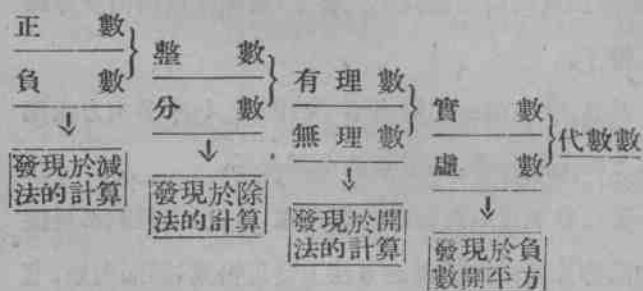 正數
負數
發現於減
法的計算
整數
分數
發現於除
法的計算
有理數
無理數
發現於開
法的計算
實數
虛數
發現於負
數開平方
代數數